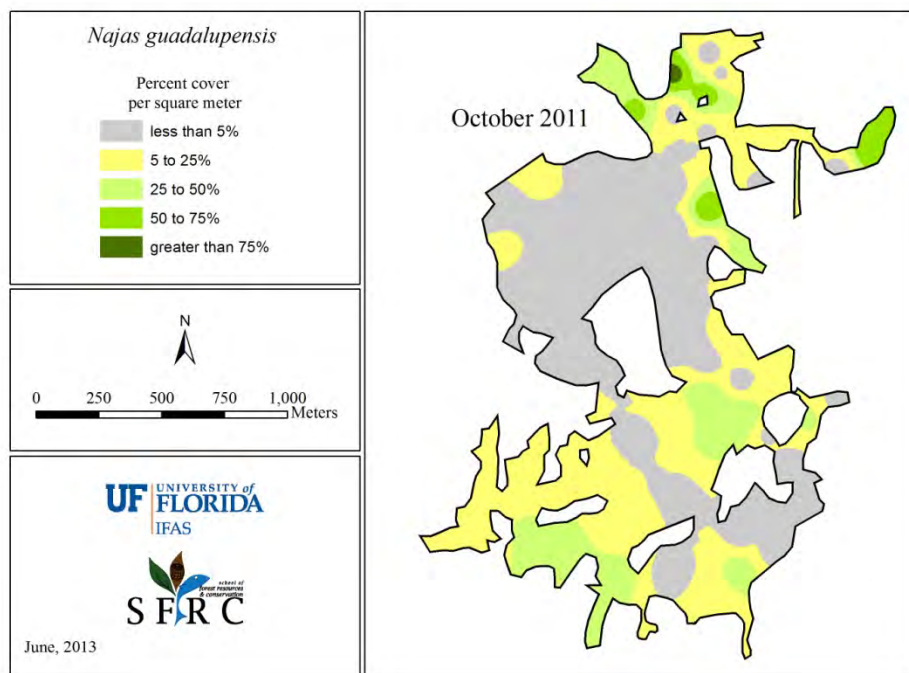 Najas guadalupensis
Percent cover
per square meter
less than 5%
5 to 25%
25 to 50%
50 to 75%
greater than 75%
N
0 250 500 750 1,000
Meters
UF UNIVERSITY of
FLORIDA
IFAS
school of
forest resources
& conservation
SFRC
June, 2013
October 2011